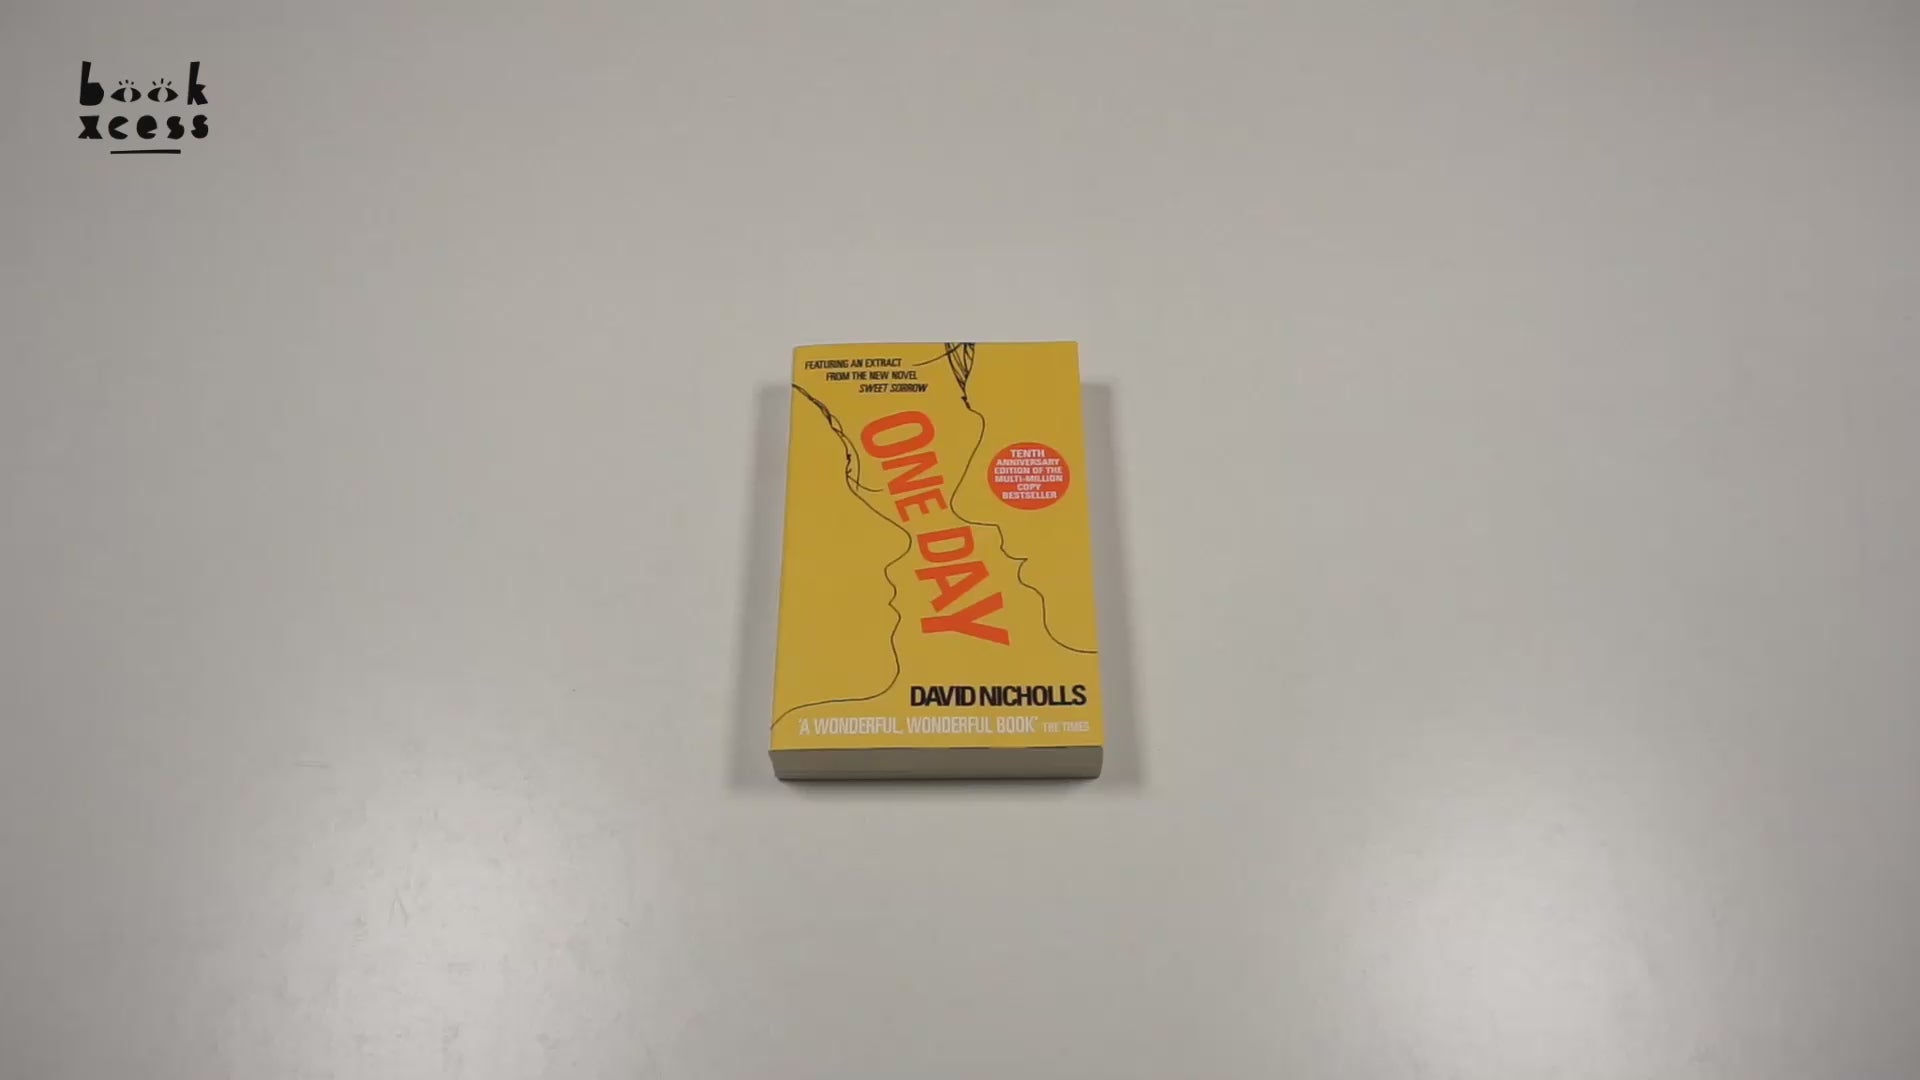 book
xcess
FEATURING AN EXTRACT
FROM THE NEW NOVEL
SWEET SORROW
ONE DAY
TENTH
ANNIVERSARY
EDITION OF THE
MULTI-MILLION
COPY
BESTSELLER
DAVID NICHOLLS
'A WONDERFUL, WONDERFUL BOOK' THE TIMES